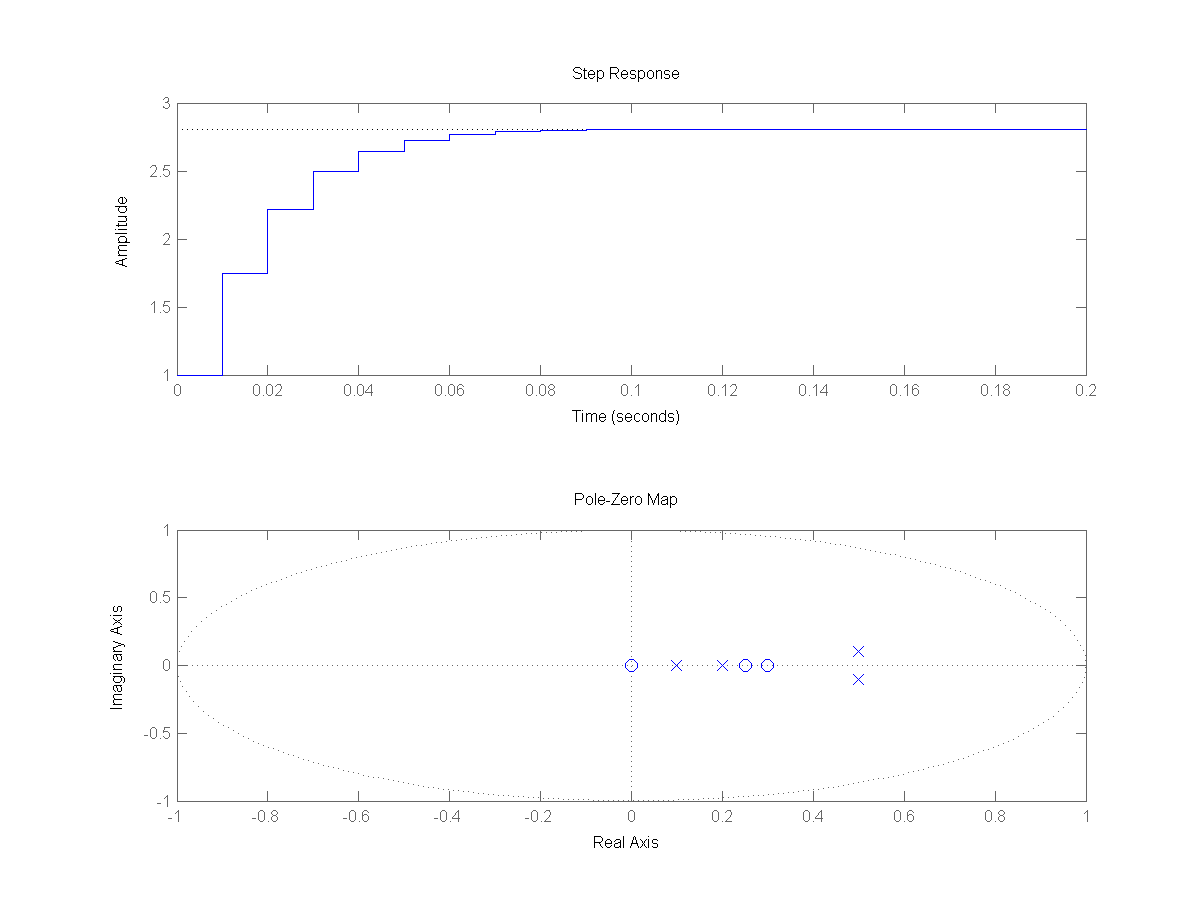 Step Response
3
2.5
2
1.5
1
Amplitude
0 0.02 0.04 0.06 0.08 0.1 0.12 0.14 0.16 0.18 0.2
Time (seconds)
Pole-Zero Map
1
0.5
0
-0.5
-1
Imaginary Axis
-1 -0.8 -0.6 -0.4 -0.2 0 0.2 0.4 0.6 0.8 1
Real Axis